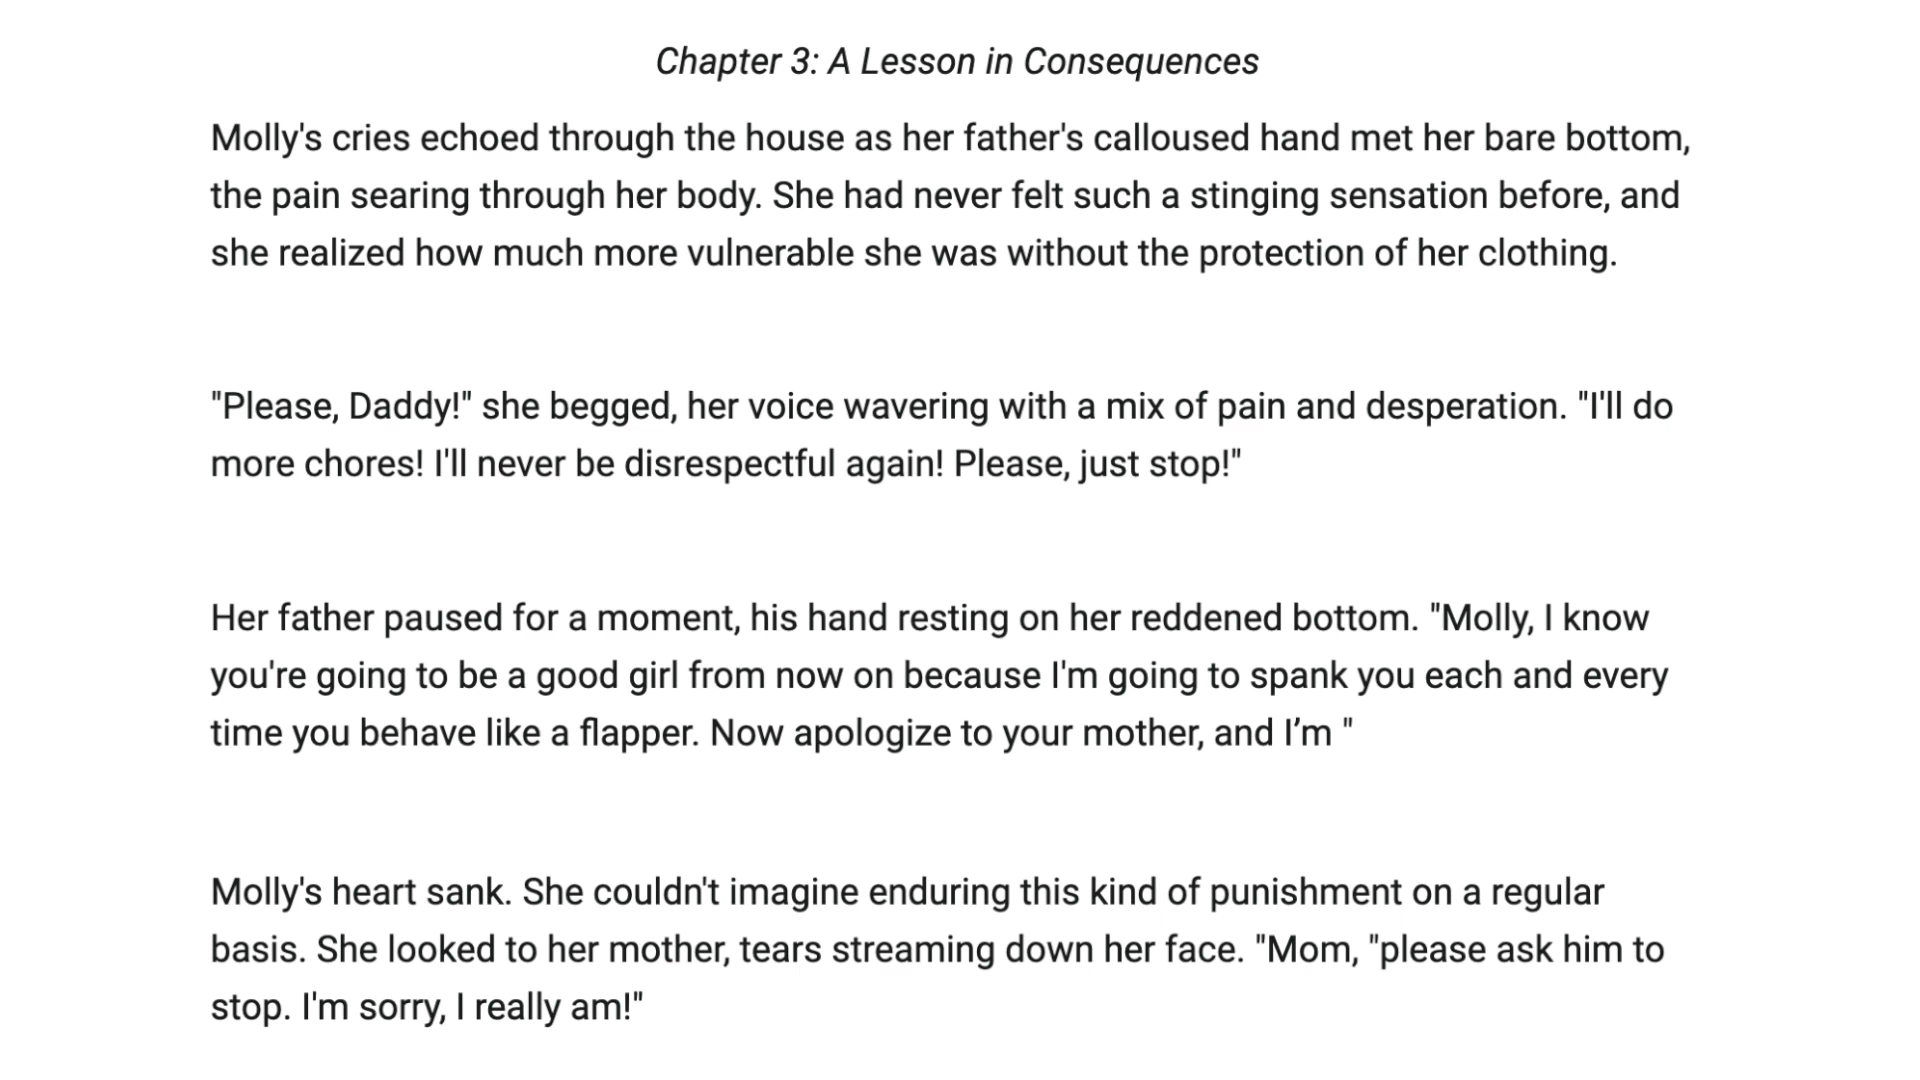 Chapter 3: A Lesson in Consequences
Molly's cries echoed through the house as her father's calloused hand met her bare bottom,
the pain searing through her body. She had never felt such a stinging sensation before, and
she realized how much more vulnerable she was without the protection of her clothing.
"Please, Daddy!" she begged, her voice wavering with a mix of pain and desperation. "I'll do
more chores! I'll never be disrespectful again! Please, just stop!"
Her father paused for a moment, his hand resting on her reddened bottom. "Molly, I know
you're going to be a good girl from now on because I'm going to spank you each and every
time you behave like a flapper. Now apologize to your mother, and I’m "
Molly's heart sank. She couldn't imagine enduring this kind of punishment on a regular
basis. She looked to her mother, tears streaming down her face. "Mom, "please ask him to
stop. I'm sorry, I really am!"